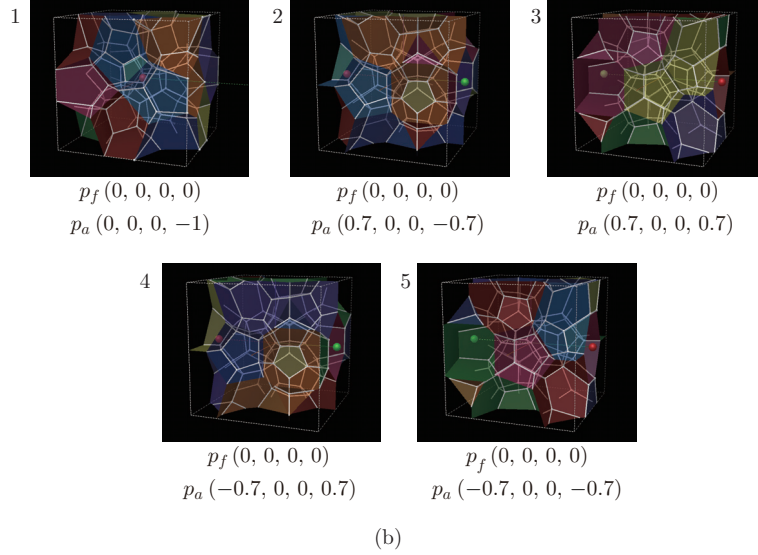 1
2
3
p_f (0, 0, 0, 0)
p_a (0, 0, 0, −1)
p_f (0, 0, 0, 0)
p_a (0.7, 0, 0, −0.7)
p_f (0, 0, 0, 0)
p_a (0.7, 0, 0, 0.7)
4
5
p_f (0, 0, 0, 0)
p_a (−0.7, 0, 0, 0.7)
p_f (0, 0, 0, 0)
p_a (−0.7, 0, 0, −0.7)
(b)